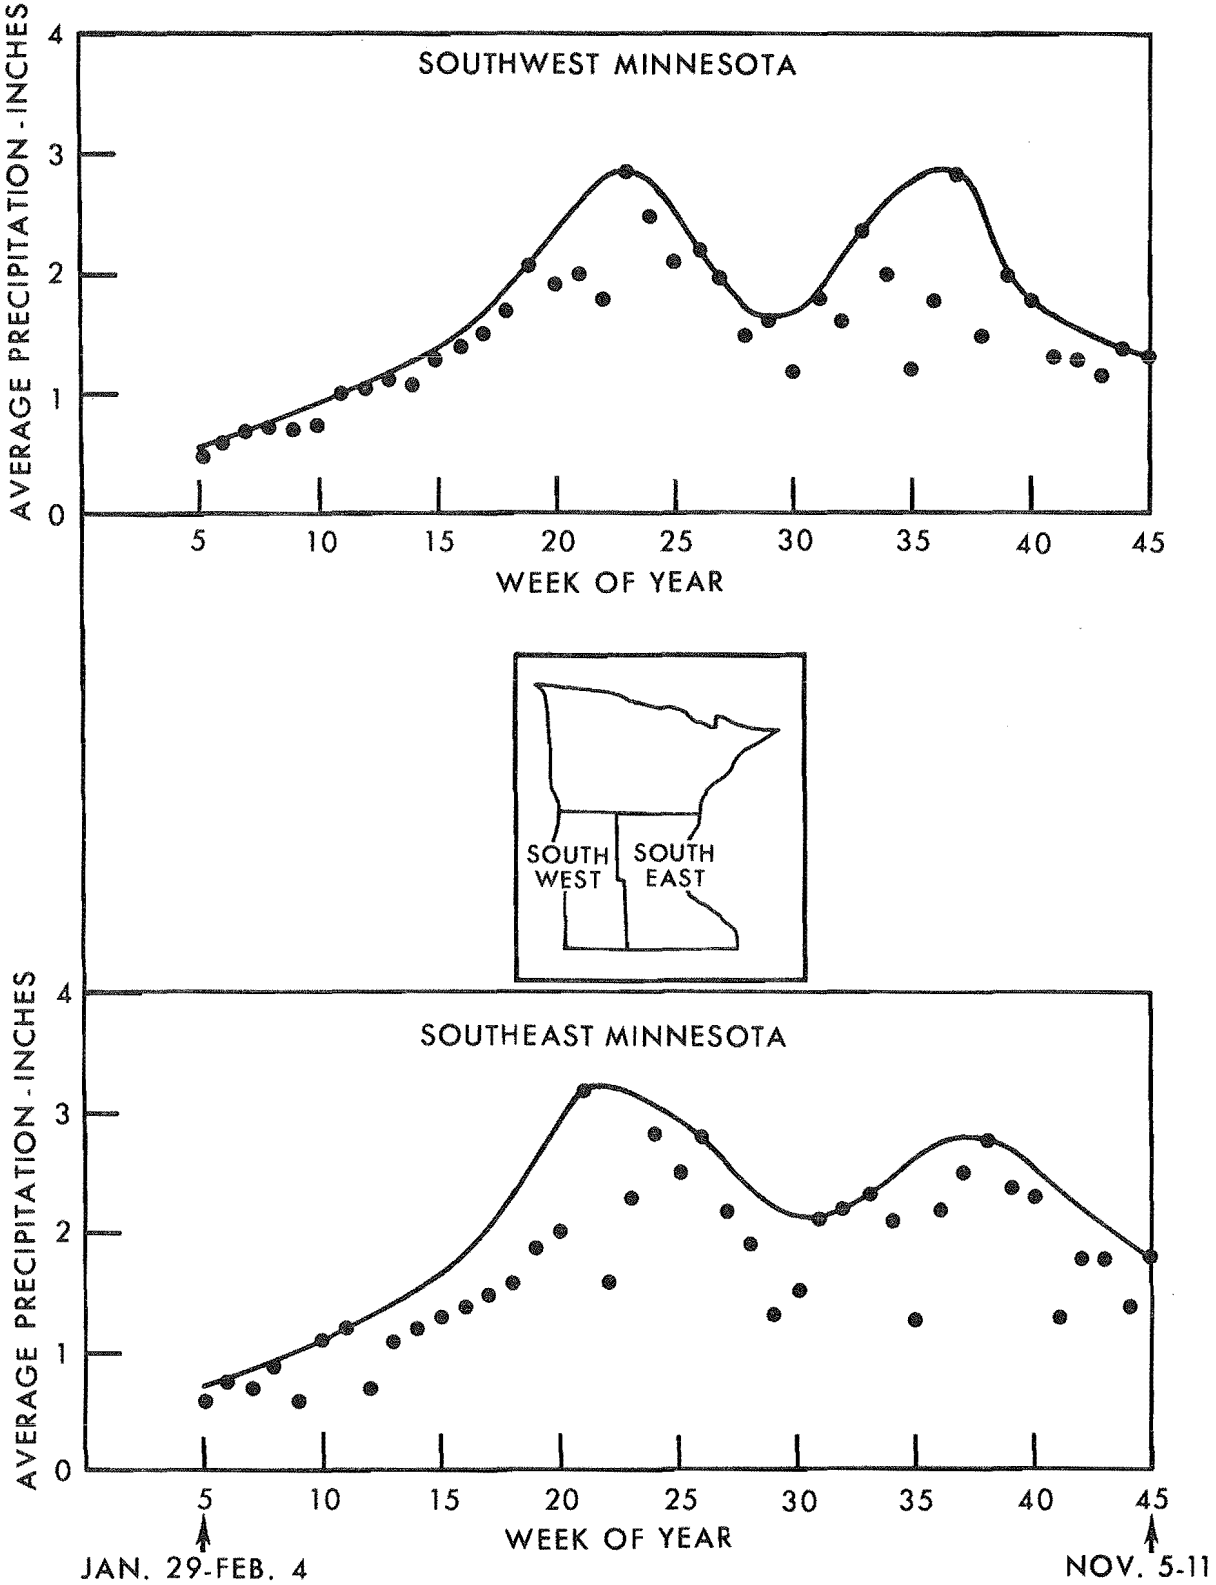 AVERAGE PRECIPITATION - INCHES
SOUTHWEST MINNESOTA
4
3
2
1
0
5 10 15 20 25 30 35 40 45
WEEK OF YEAR
SOUTH WEST
SOUTH EAST
AVERAGE PRECIPITATION - INCHES
SOUTHEAST MINNESOTA
4
3
2
1
0
5 10 15 20 25 30 35 40 45
WEEK OF YEAR
JAN. 29-FEB. 4
NOV. 5-11